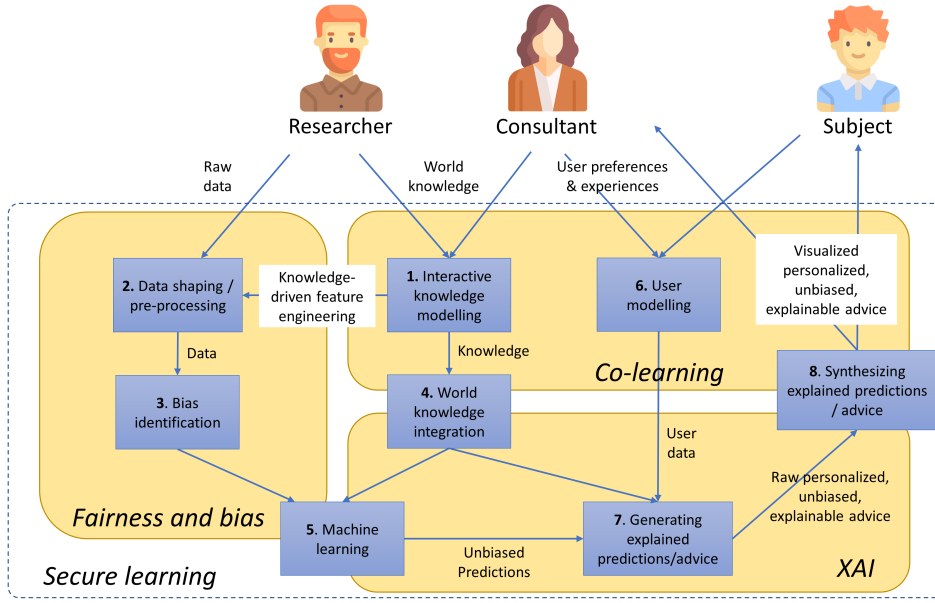 Researcher
Consultant
Subject
Raw
data
World
knowledge
User preferences
& experiences
Visualized
personalized,
unbiased,
explainable advice
2. Data shaping /
pre-processing
Knowledge-
driven feature
engineering
1. Interactive
knowledge
modelling
6. User
modelling
Data
Knowledge
Co-learning
8. Synthesizing
explained predictions
/ advice
3. Bias
identification
4. World
knowledge
integration
User
data
Raw personalized,
unbiased,
explainable advice
Fairness and bias
5. Machine
learning
Unbiased
Predictions
7. Generating
explained
predictions/advice
XAI
Secure learning